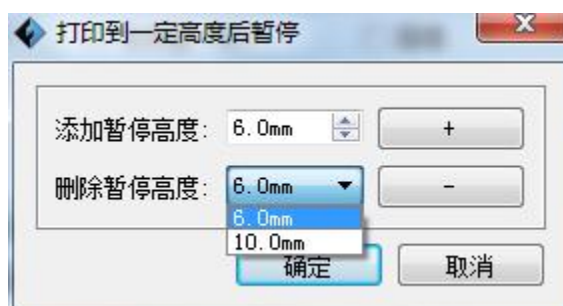 打印到一定高度后暂停
添加暂停高度: 6.0mm +
删除暂停高度: 6.0mm -
6.0mm
10.0mm
确定 取消